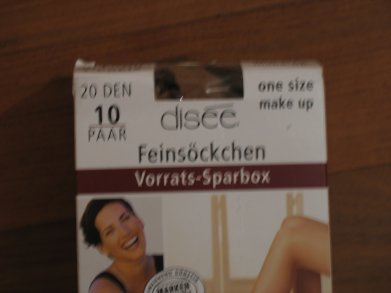 20 DEN
10
PAAR
disée
one size
make up
Feinsöckchen
Vorrats-Sparbox